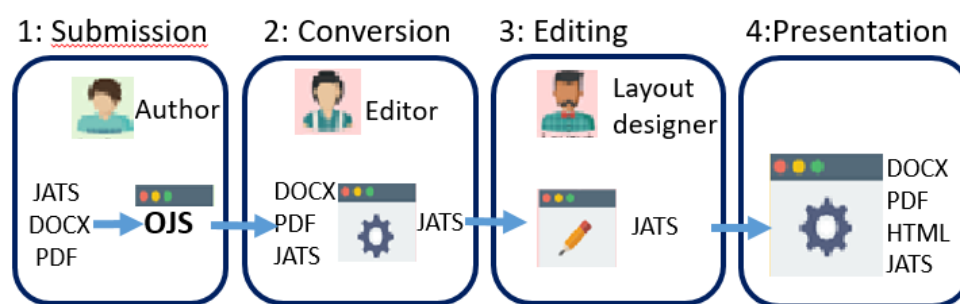 1: Submission
2: Conversion
3: Editing
4:Presentation
Author
JATS
DOCX
PDF
OJS
Editor
DOCX
PDF
JATS
JATS
Layout
designer
JATS
DOCX
PDF
HTML
JATS